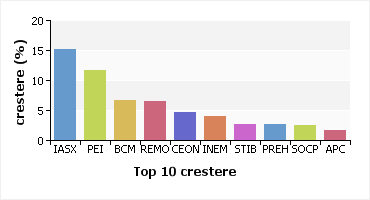 20
15
10
5
0
crestere (%)
IASX PEI BCM REMO CEON INEM STIB PREH SOCP APC
Top 10 crestere